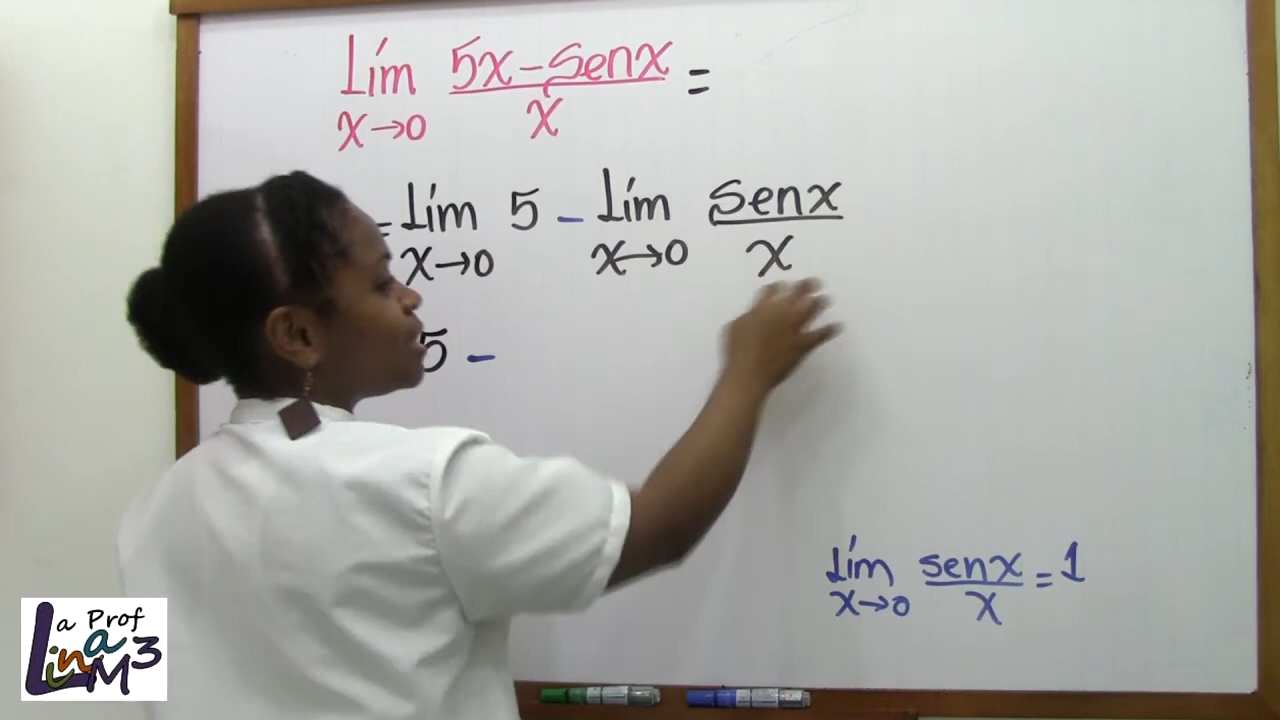 Lím 5x-senx =
x→0 x
= Lím 5 - Lím senx
x→0 x→0 x
5 -
Lím senx = 1
x→0 x
La Prof
Lina M3